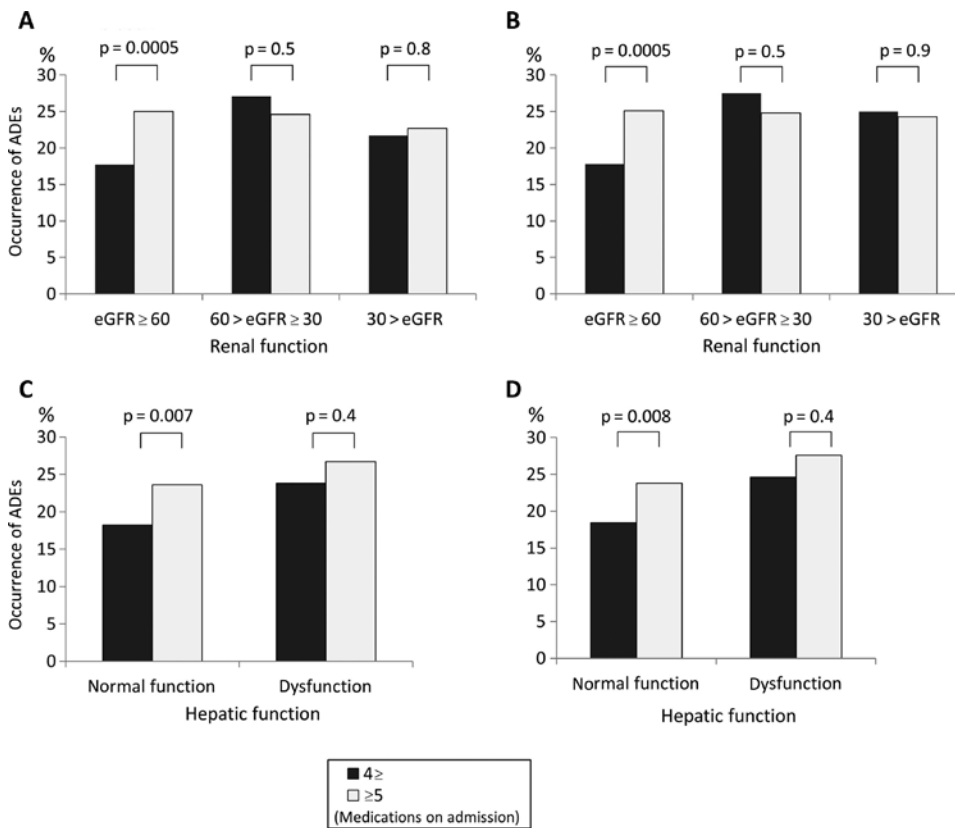 A
%
p = 0.0005
p = 0.5
p = 0.8
Occurrence of ADEs
30
25
20
15
10
5
0
eGFR ≥ 60
60 > eGFR ≥ 30
30 > eGFR
Renal function
B
%
p = 0.0005
p = 0.5
p = 0.9
30
25
20
15
10
5
0
eGFR ≥ 60
60 > eGFR ≥ 30
30 > eGFR
Renal function
C
%
p = 0.007
p = 0.4
Occurrence of ADEs
30
25
20
15
10
5
0
Normal function
Dysfunction
Hepatic function
D
%
p = 0.008
p = 0.4
30
25
20
15
10
5
0
Normal function
Dysfunction
Hepatic function
4≥
≥5
(Medications on admission)